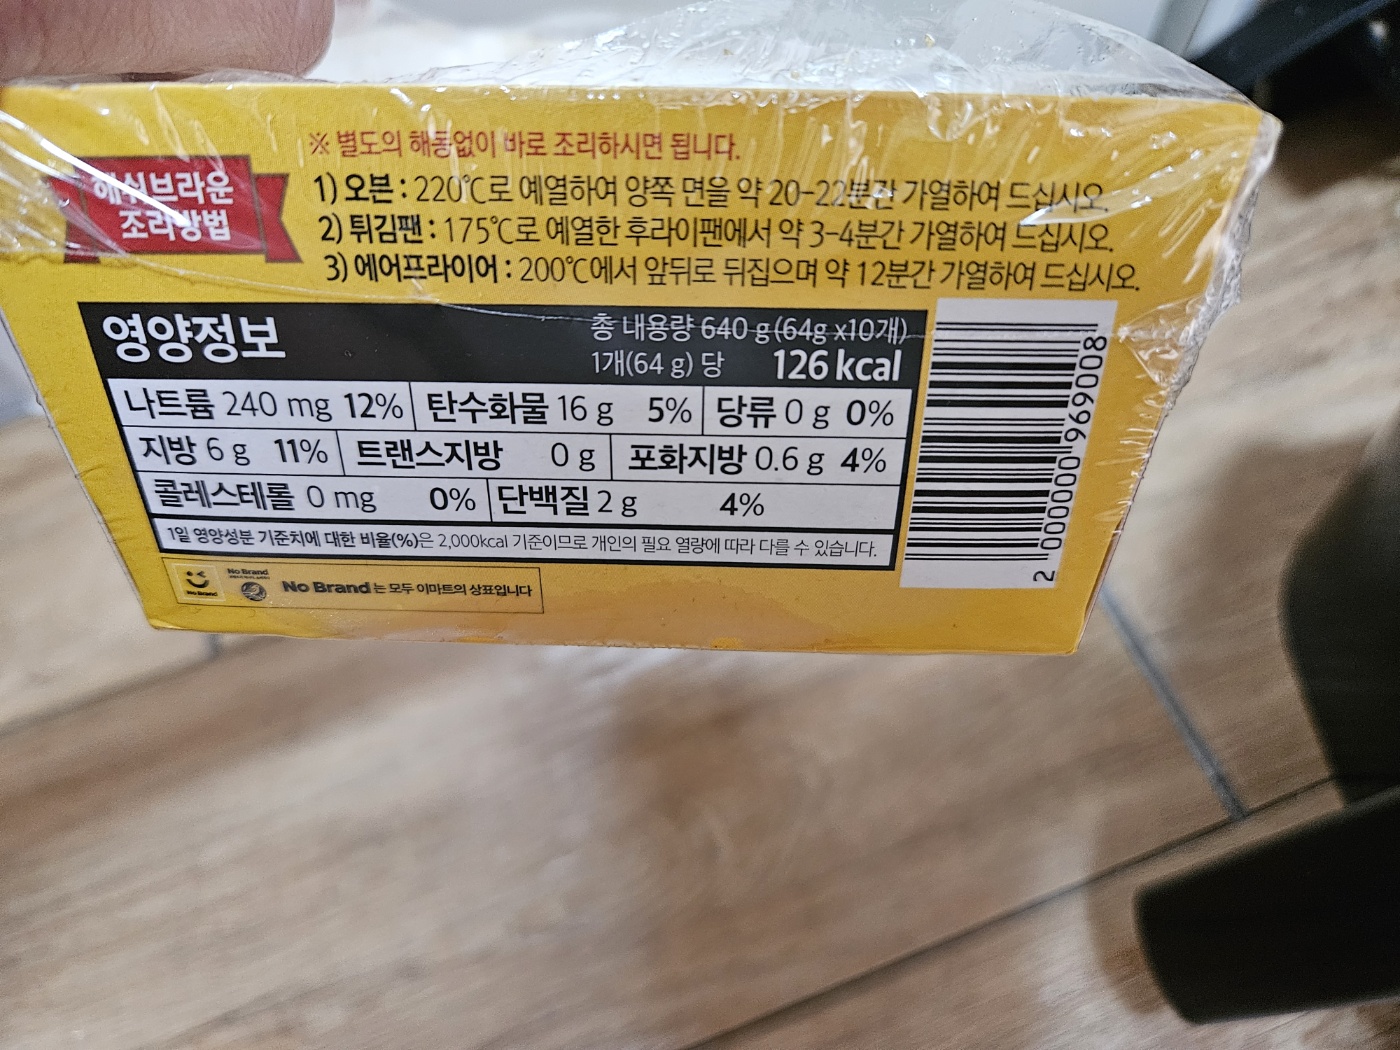 ※ 별도의 해동없이 바로 조리하시면 됩니다.
해쉬브라운
조리방법
1) 오븐 : 220℃로 예열하여 양쪽 면을 약 20-22분간 가열하여 드십시오.
2) 튀김팬 : 175℃로 예열한 후라이팬에서 약 3-4분간 가열하여 드십시오.
3) 에어프라이어 : 200℃에서 앞뒤로 뒤집으며 약 12분간 가열하여 드십시오.
영양정보
총 내용량 640 g (64g x10개)
1개(64 g) 당 126 kcal
나트륨 240 mg 12% 탄수화물 16 g 5% 당류 0 g 0%
지방 6 g 11% 트랜스지방 0 g 포화지방 0.6 g 4%
콜레스테롤 0 mg 0% 단백질 2 g 4%
1일 영양성분 기준치에 대한 비율(%)은 2,000kcal 기준이므로 개인의 필요 열량에 따라 다를 수 있습니다.
No Brand
No Brand
No Brand는 모두 이마트의 상표입니다
2 000000 969008